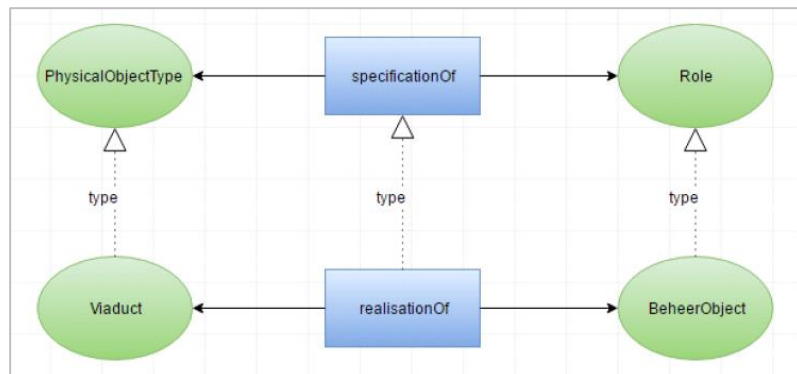 PhysicalObjectType
specificationOf
Role
type
type
type
Viaduct
realisationOf
BeheerObject